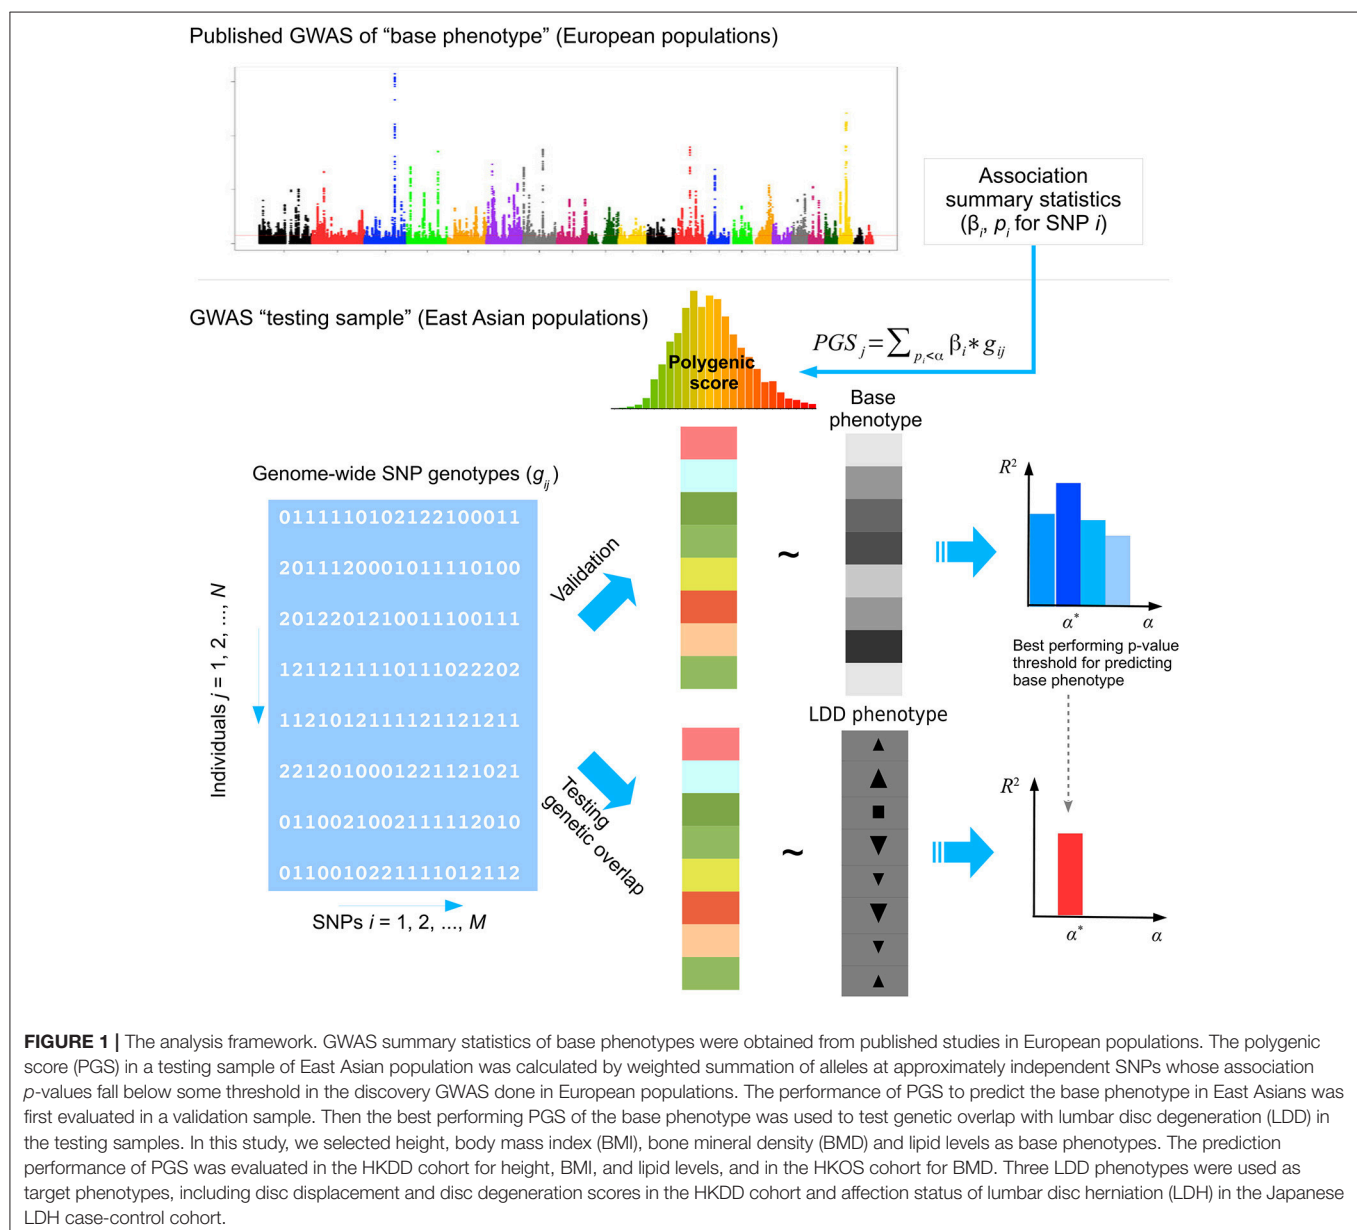 Published GWAS of “base phenotype” (European populations)
Association
summary statistics
(βi, pi for SNP i)
GWAS “testing sample” (East Asian populations)
PGS j = ∑ pi<α βi * gij
Polygenic
score
Base
phenotype
Genome-wide SNP genotypes (gij)
0111110102122100011
2011120001011110100
2012201210011100111
1211211110111022202
1121012111121121211
2212010001221121021
0110021002111112010
0110010221111012112
Individuals j = 1, 2, ..., N
SNPs i = 1, 2, ..., M
Validation
~
R²
α*
α
Best performing p-value
threshold for predicting
base phenotype
Testing
genetic overlap
LDD phenotype
~
R²
α*
α
FIGURE 1 | The analysis framework. GWAS summary statistics of base phenotypes were obtained from published studies in European populations. The polygenic
score (PGS) in a testing sample of East Asian population was calculated by weighted summation of alleles at approximately independent SNPs whose association
p-values fall below some threshold in the discovery GWAS done in European populations. The performance of PGS to predict the base phenotype in East Asians was
first evaluated in a validation sample. Then the best performing PGS of the base phenotype was used to test genetic overlap with lumbar disc degeneration (LDD) in
the testing samples. In this study, we selected height, body mass index (BMI), bone mineral density (BMD) and lipid levels as base phenotypes. The prediction
performance of PGS was evaluated in the HKDD cohort for height, BMI, and lipid levels, and in the HKOS cohort for BMD. Three LDD phenotypes were used as
target phenotypes, including disc displacement and disc degeneration scores in the HKDD cohort and affection status of lumbar disc herniation (LDH) in the Japanese
LDH case-control cohort.